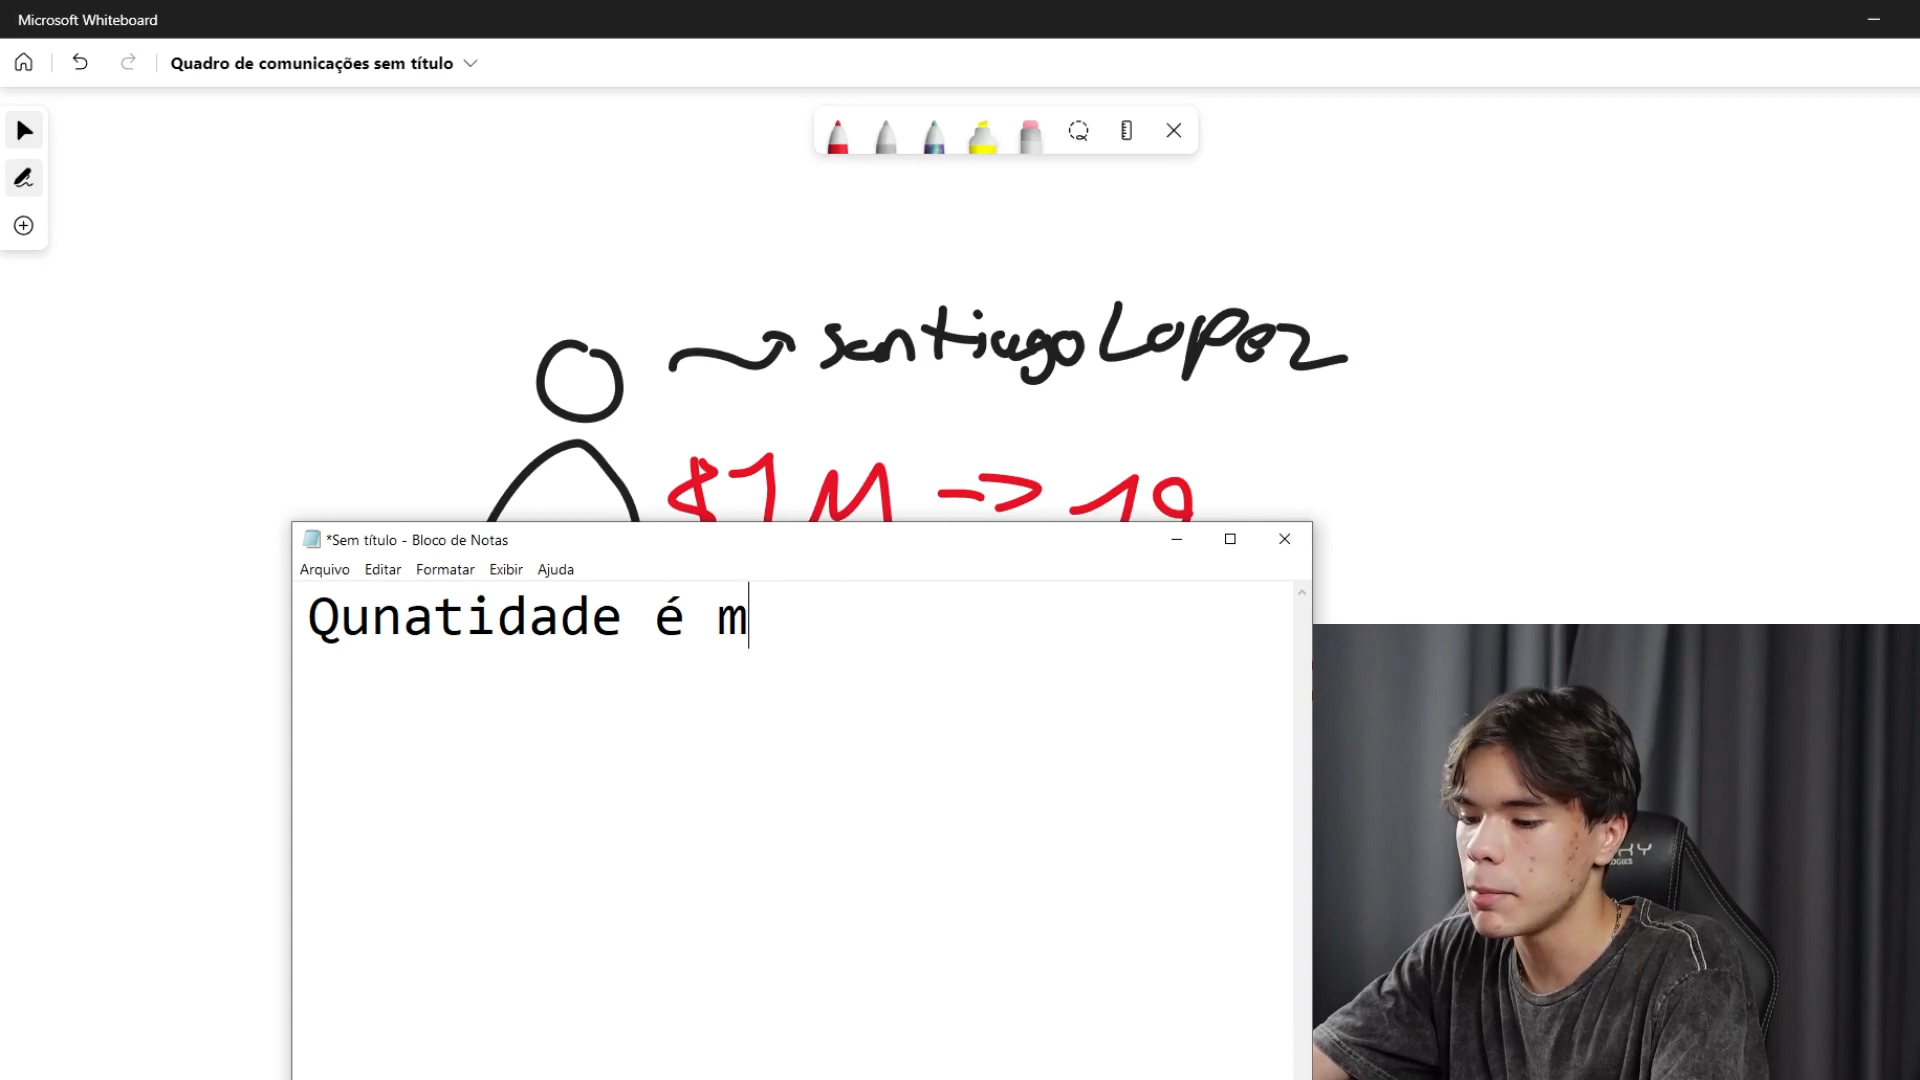 Microsoft Whiteboard
Quadro de comunicações sem título
santiago Lopez
$1M -> 19
*Sem título - Bloco de Notas
Arquivo Editar Formatar Exibir Ajuda
Qunatidade é m